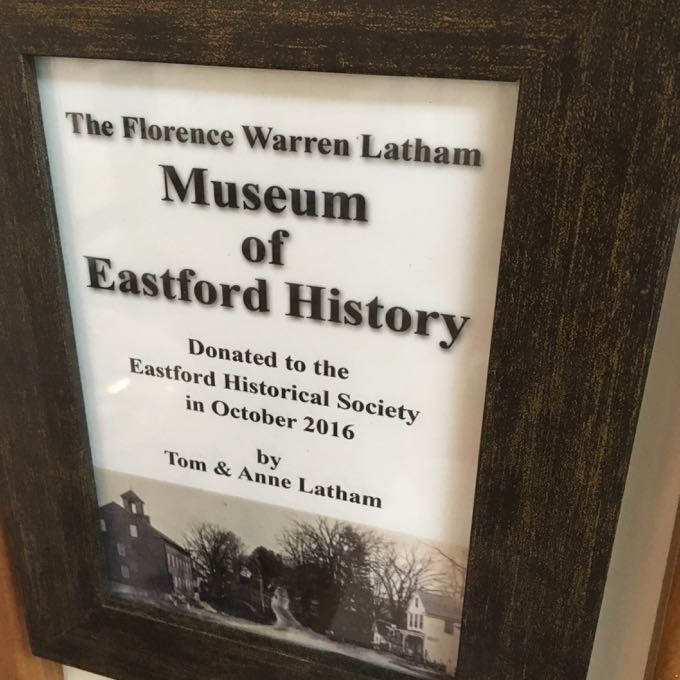 The Florence Warren Latham
Museum
of
Eastford History
Donated to the
Eastford Historical Society
in October 2016
by
Tom & Anne Latham